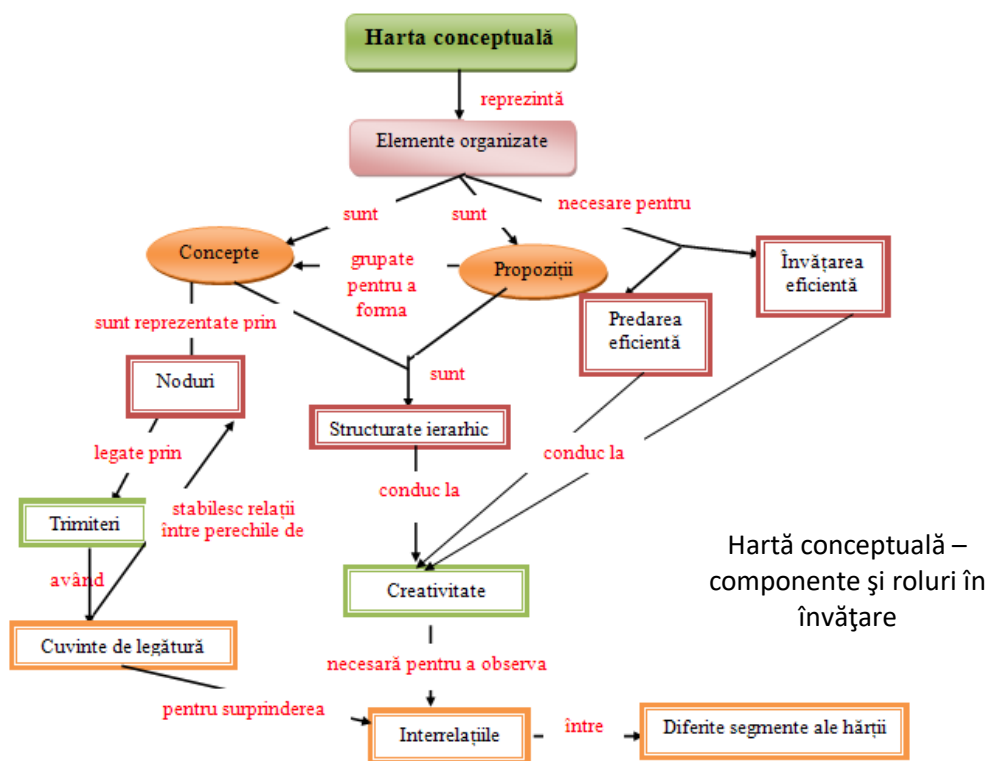 Harta conceptuală
reprezintă
Elemente organizate
sunt
sunt
necesare pentru
Concepte
grupate
pentru a
forma
Propoziții
Învățarea
eficientă
sunt reprezentate prin
Predarea
eficientă
Noduri
sunt
Structurate ierarhic
legate prin
conduc la
conduc la
Trimiteri
stabilesc relații
între perechile de
având
Creativitate
Hartă conceptuală –
componente şi roluri în
învăţare
Cuvinte de legătură
necesară pentru a observa
pentru surprinderea
Interrelațiile
între
Diferite segmente ale hărții